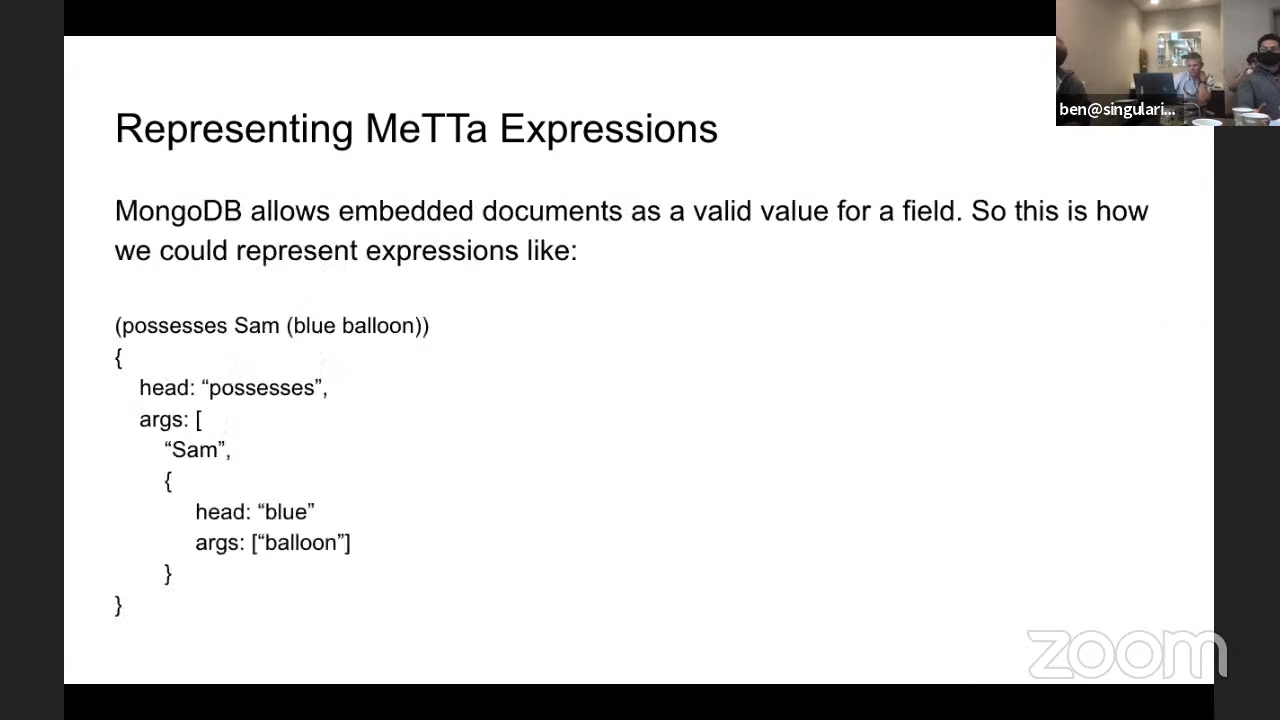 Representing MeTTa Expressions
ben@singulari...
MongoDB allows embedded documents as a valid value for a field. So this is how
we could represent expressions like:
(possesses Sam (blue balloon))
{
head: “possesses”,
args: [
“Sam”,
{
head: “blue”
args: [“balloon”]
}
}
zoom